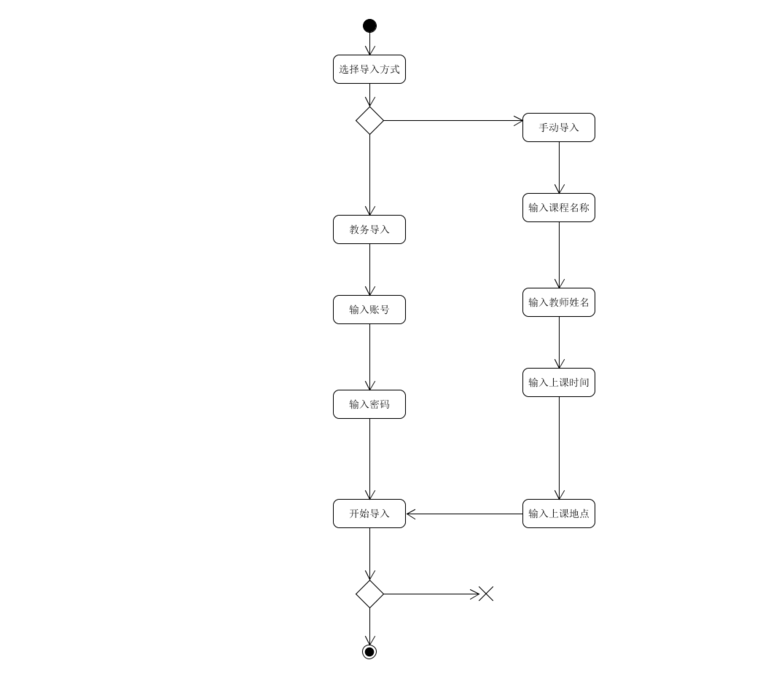 选择导入方式
手动导入
输入课程名称
教务导入
输入教师姓名
输入账号
输入上课时间
输入密码
开始导入
输入上课地点